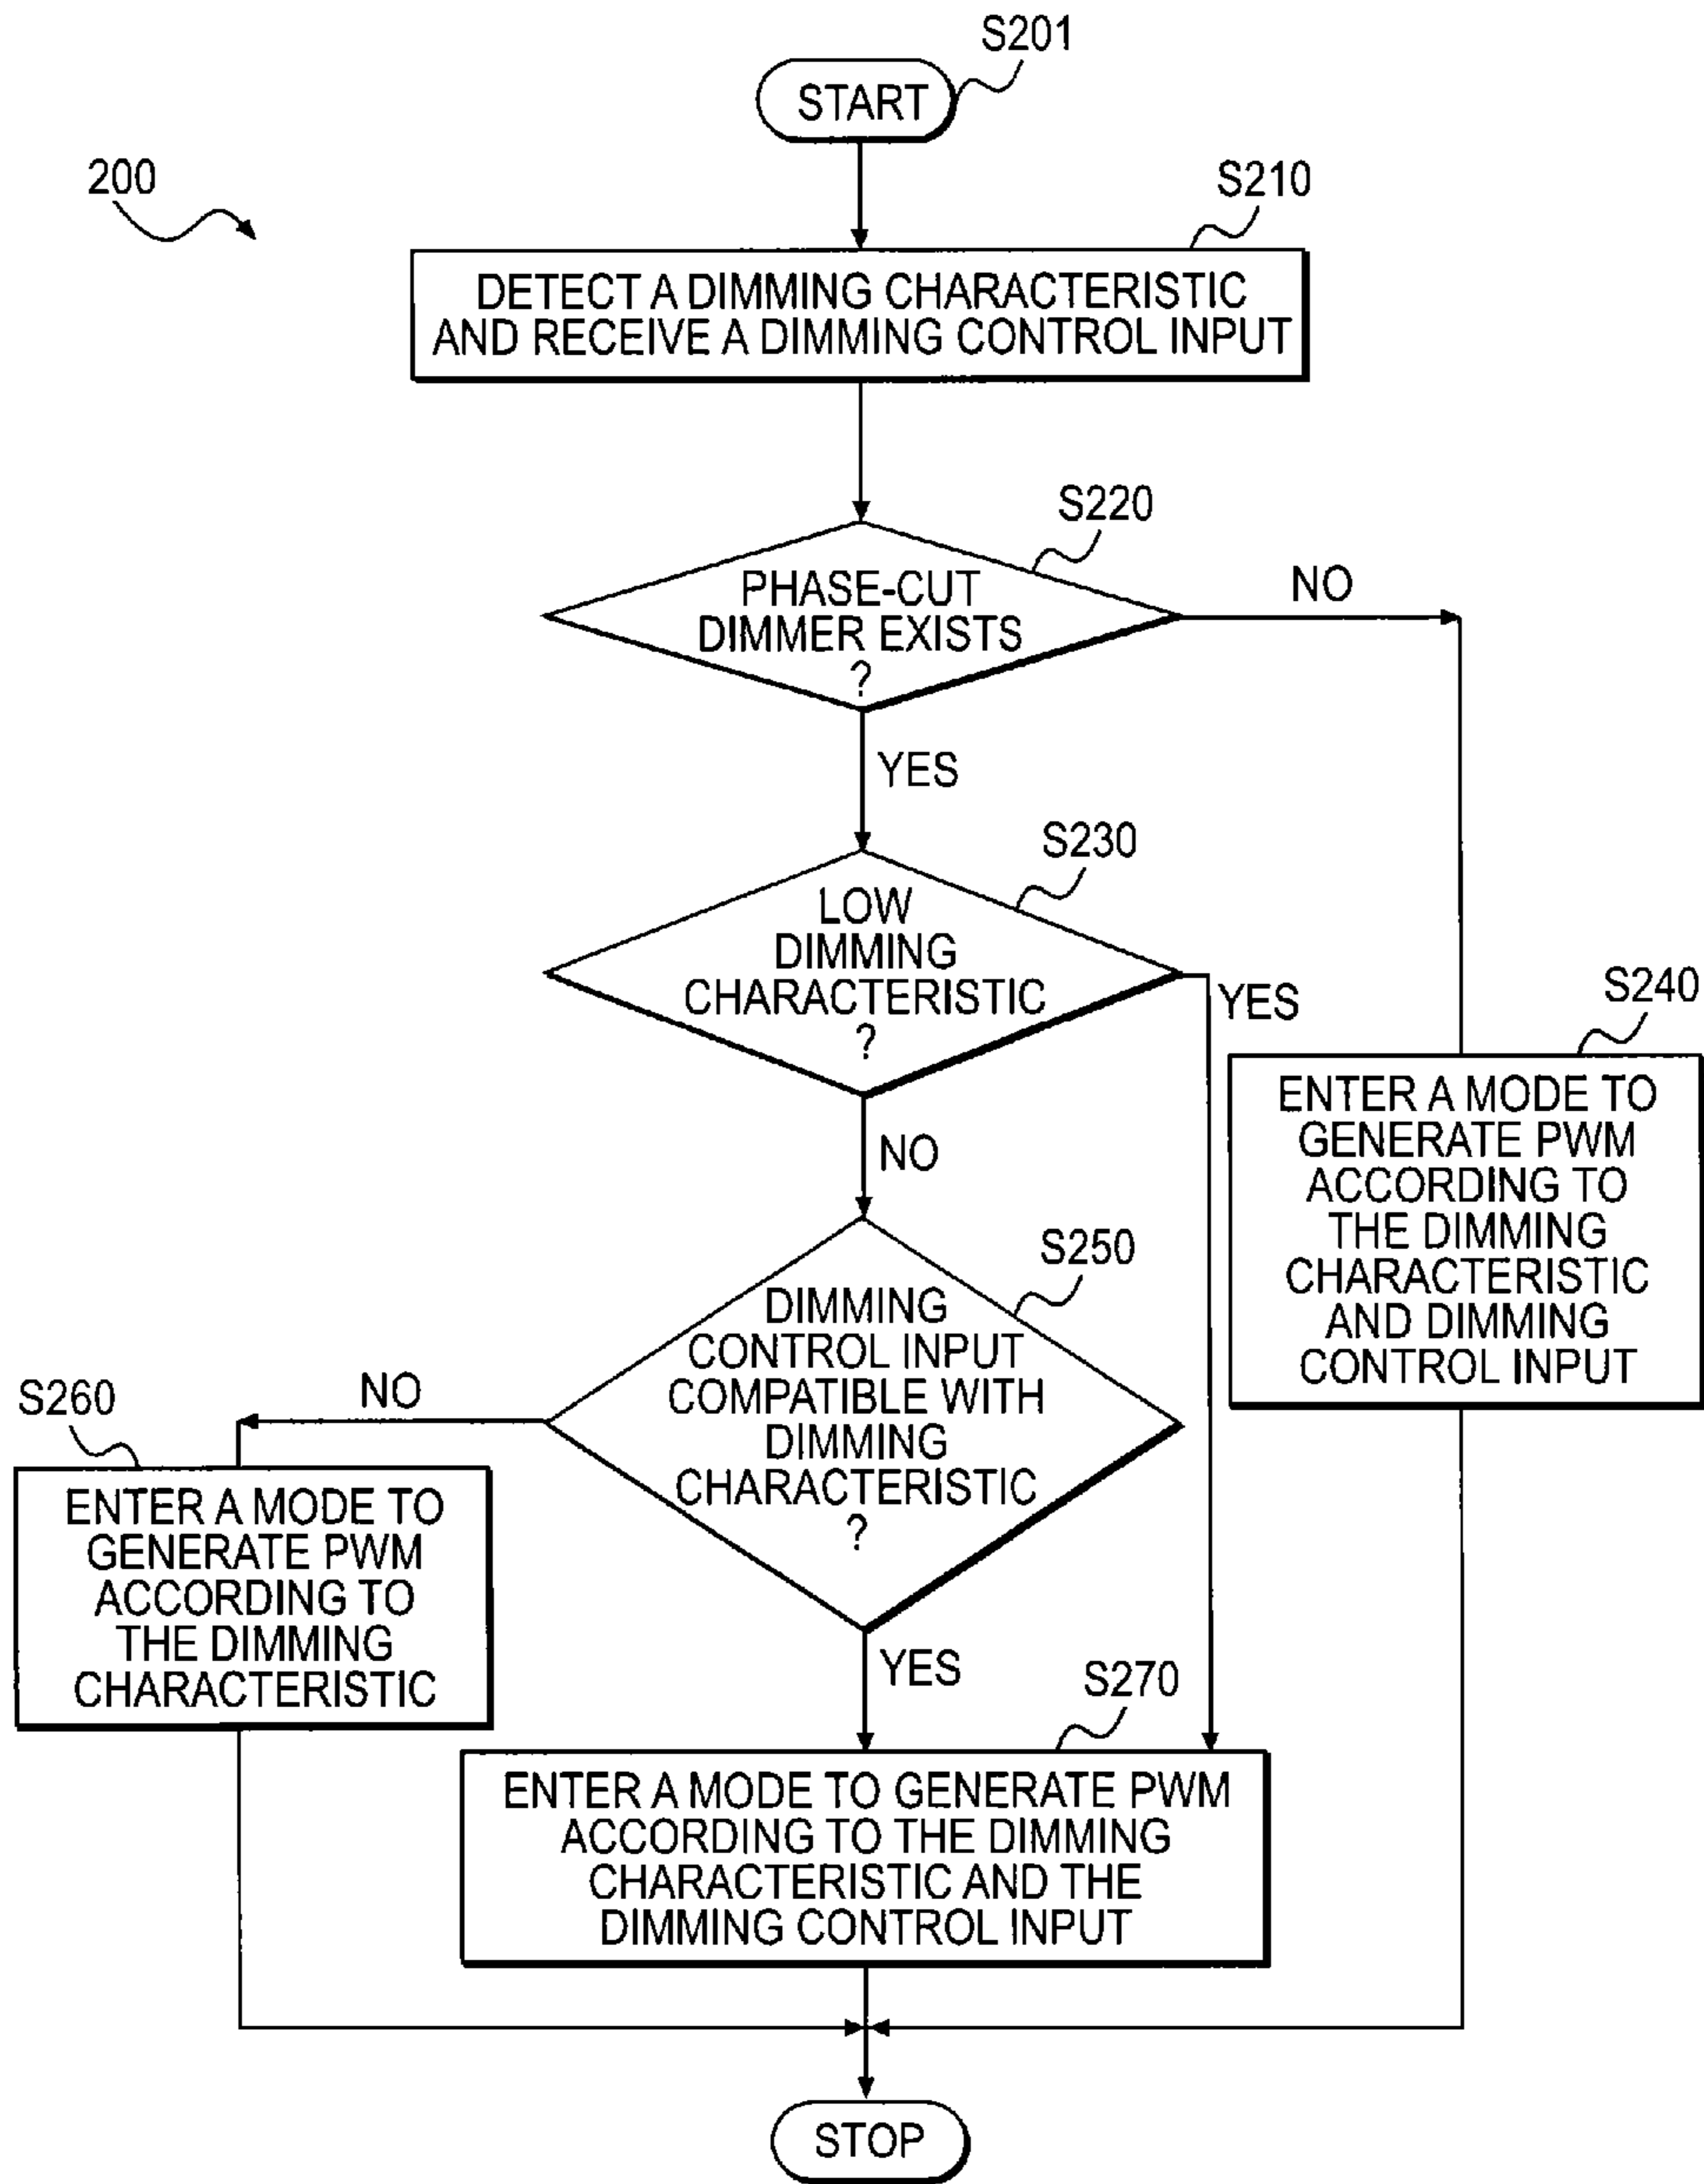 S201
START
200
S210
DETECT A DIMMING CHARACTERISTIC
AND RECEIVE A DIMMING CONTROL INPUT
S220
PHASE-CUT
DIMMER EXISTS
?
NO
YES
S230
LOW
DIMMING
CHARACTERISTIC
?
YES
NO
S240
ENTER A MODE TO
GENERATE PWM
ACCORDING TO
THE DIMMING
CHARACTERISTIC
AND DIMMING
CONTROL INPUT
S250
DIMMING
CONTROL INPUT
COMPATIBLE WITH
DIMMING
CHARACTERISTIC
?
NO
YES
S260
ENTER A MODE TO
GENERATE PWM
ACCORDING TO
THE DIMMING
CHARACTERISTIC
S270
ENTER A MODE TO GENERATE PWM
ACCORDING TO THE DIMMING
CHARACTERISTIC AND THE
DIMMING CONTROL INPUT
STOP